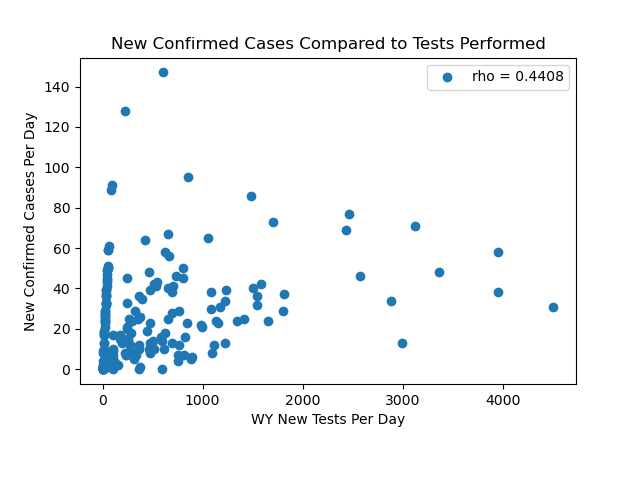 New Confirmed Cases Compared to Tests Performed
rho = 0.4408
New Confirmed Caeses Per Day
140
120
100
80
60
40
20
0
0 1000 2000 3000 4000
WY New Tests Per Day